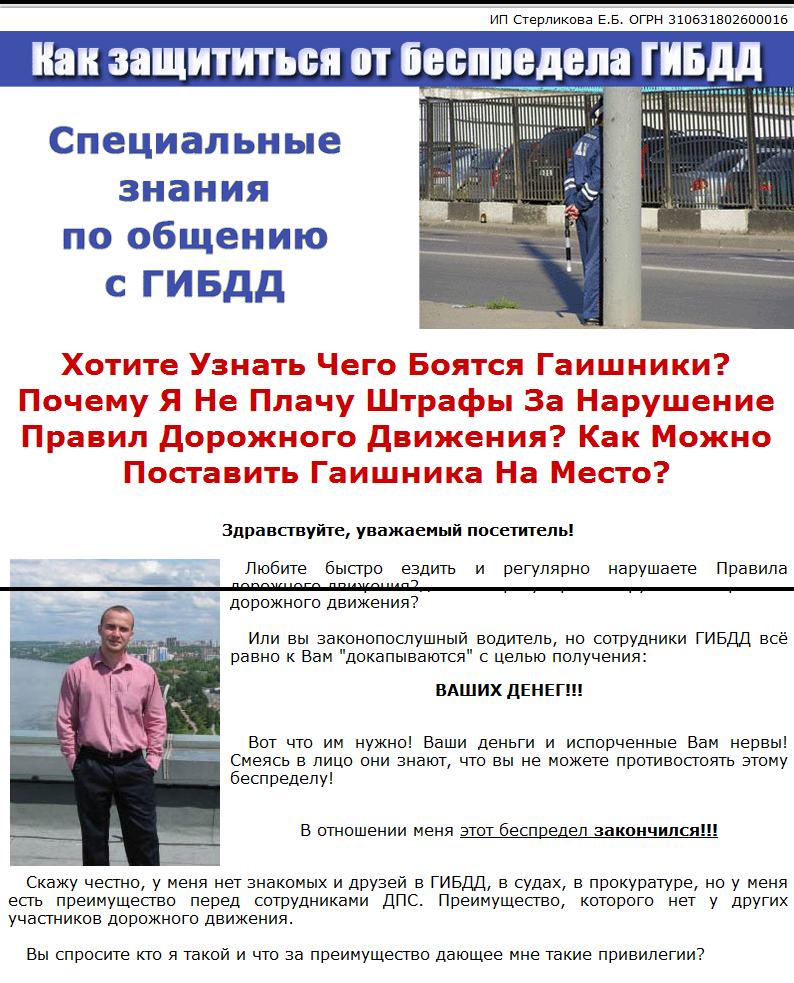 ИП Стерликова Е.Б. ОГРН 310631802600016
Как защититься от беспредела ГИБДД
Специальные
знания
по общению
с ГИБДД
Хотите Узнать Чего Боятся Гаишники?
Почему Я Не Плачу Штрафы За Нарушение
Правил Дорожного Движения? Как Можно
Поставить Гаишника На Место?
Здравствуйте, уважаемый посетитель!
Любите быстро ездить и регулярно нарушаете Правила
дорожного движения?
дорожного движения?
Или вы законопослушный водитель, но сотрудники ГИБДД всё
равно к Вам "докапываются" с целью получения:
ВАШИХ ДЕНЕГ!!!
Вот что им нужно! Ваши деньги и испорченные Вам нервы!
Смеясь в лицо они знают, что вы не можете противостоять этому
беспределу!
В отношении меня этот беспредел закончился!!!
Скажу честно, у меня нет знакомых и друзей в ГИБДД, в судах, в прокуратуре, но у меня
есть преимущество перед сотрудниками ДПС. Преимущество, которого нет у других
участников дорожного движения.
Вы спросите кто я такой и что за преимущество дающее мне такие привилегии?